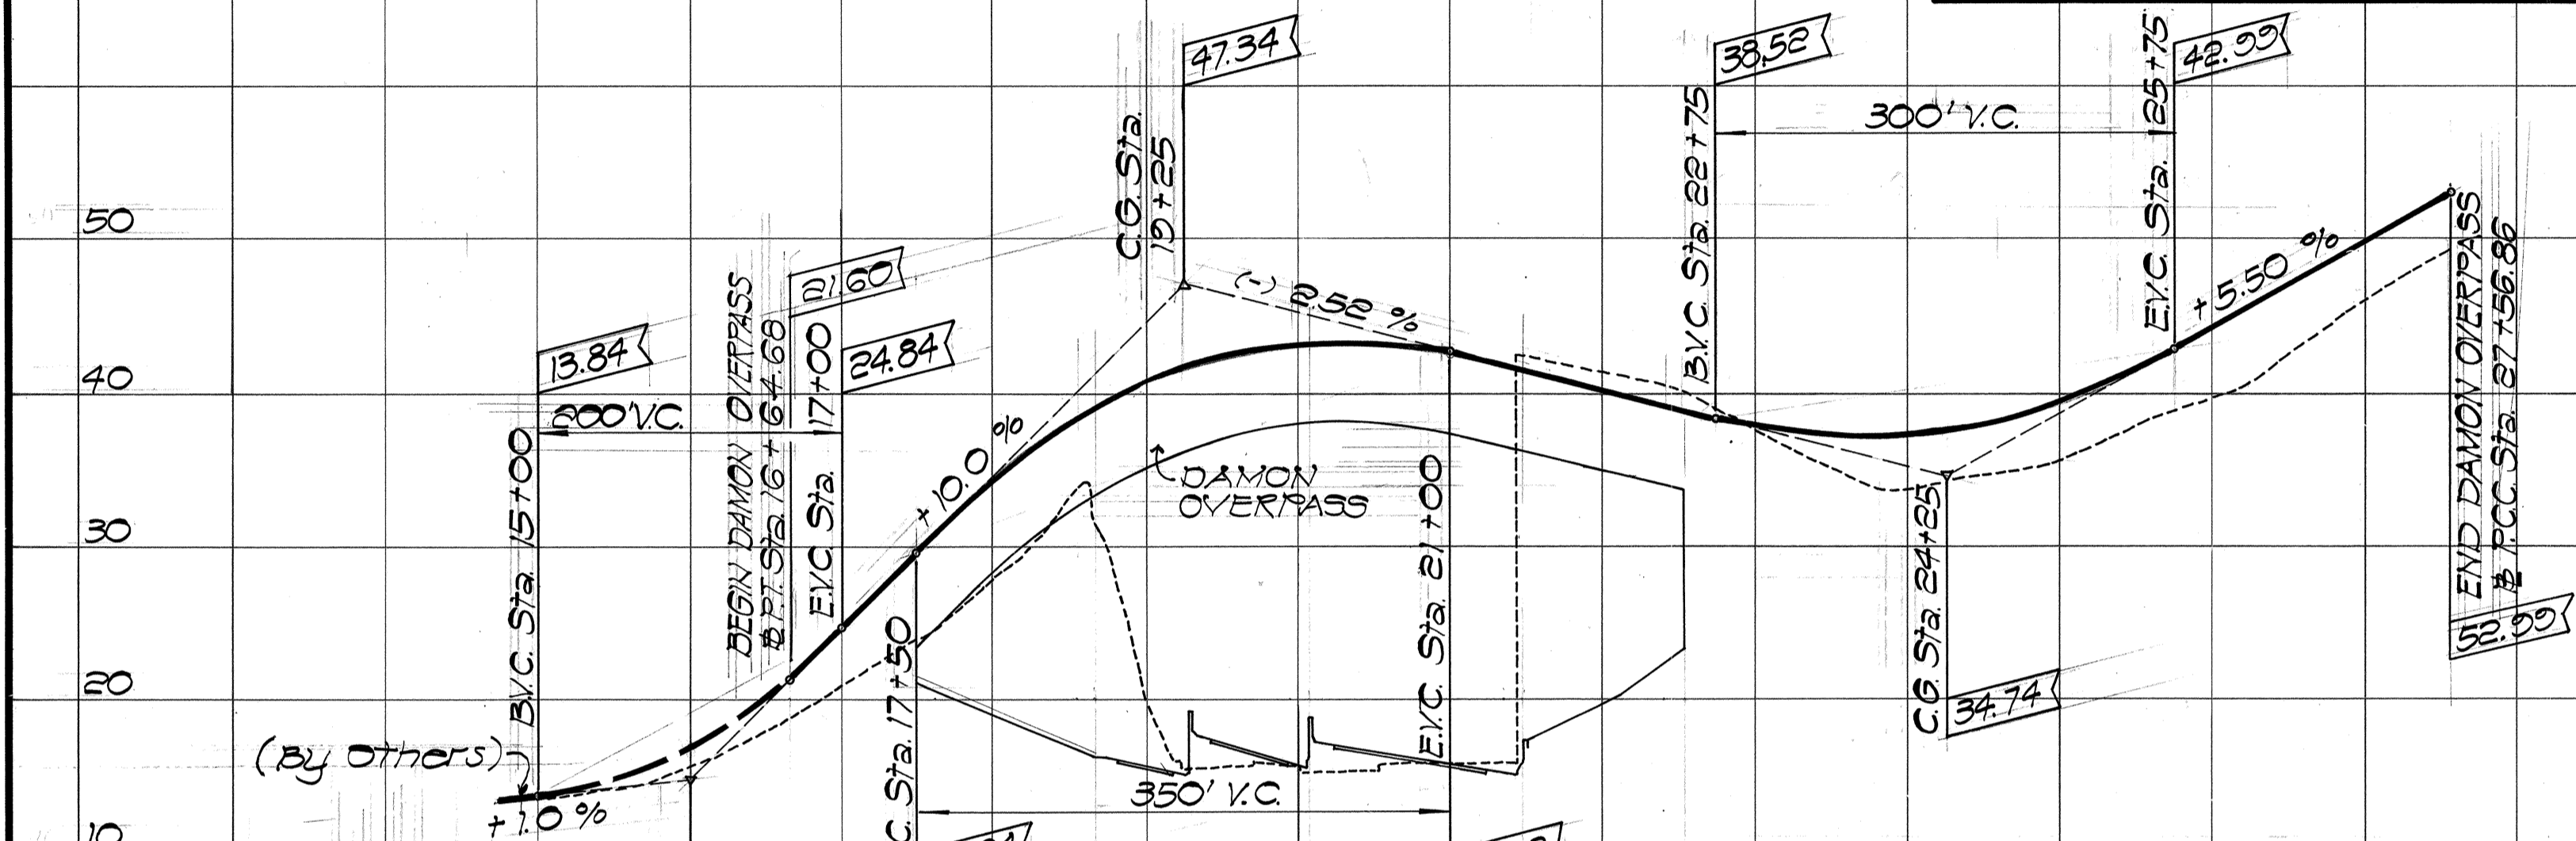 50
40
30
20
10
(By others)
+1.0%
B.V.C. Sta. 15+00
13.84
200' V.C.
BEGIN DAMON OVERPASS
P.T. Sta. 16+64.68
21.60
E.V.C. Sta. 17+00
24.84
C. Sta. 17+50
+10.0 %
C.G. Sta.
19+25
47.34
(-) 2.52 %
DAMON
OVERPASS
350' V.C.
E.V.C. Sta. 21+00
B.V.C. Sta. 22+75
38.52
300' V.C.
C.G. Sta. 24+25
34.74
E.V.C. Sta. 25+75
42.99
+5.50 %
END DAMON OVERPASS
P.C.C. Sta. 27+56.86
52.99